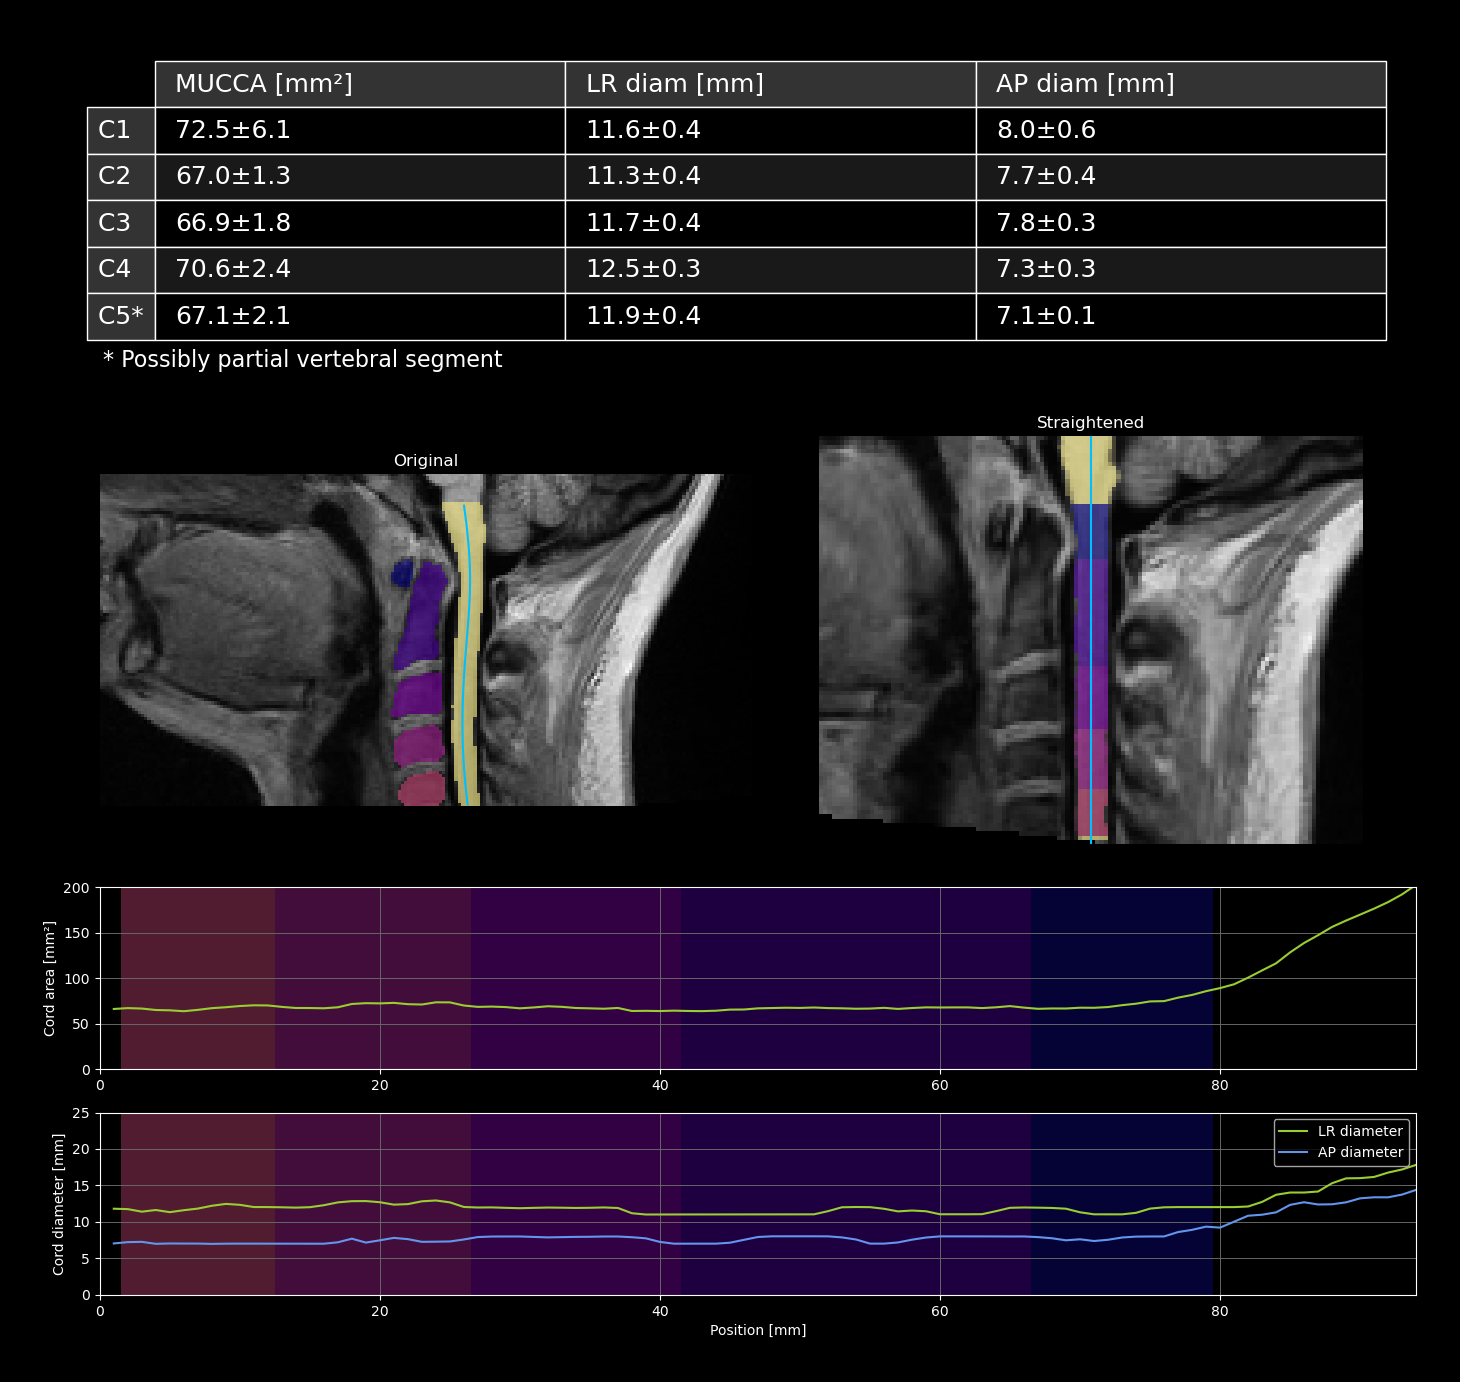 MUCCA [mm²] LR diam [mm] AP diam [mm]
C1 72.5±6.1 11.6±0.4 8.0±0.6
C2 67.0±1.3 11.3±0.4 7.7±0.4
C3 66.9±1.8 11.7±0.4 7.8±0.3
C4 70.6±2.4 12.5±0.3 7.3±0.3
C5* 67.1±2.1 11.9±0.4 7.1±0.1
* Possibly partial vertebral segment
Original
Straightened
Cord area [mm²]
200
150
100
50
0
0 20 40 60 80
Cord diameter [mm]
25
20
15
10
5
0
LR diameter
AP diameter
0 20 40 60 80
Position [mm]